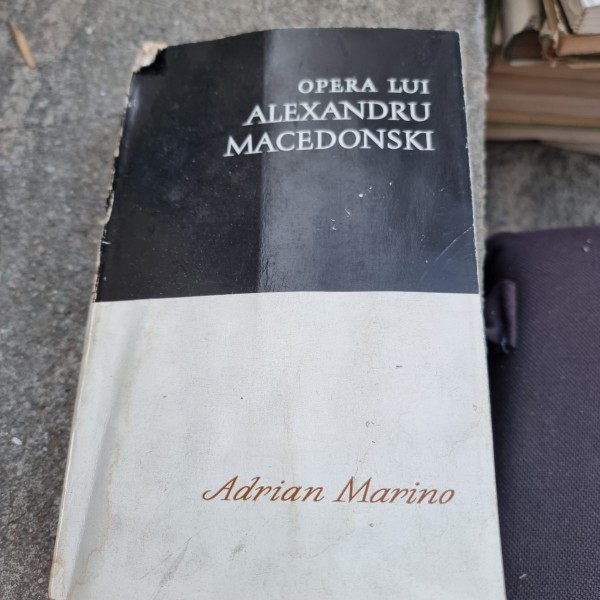 OPERA LUI
ALEXANDRU
MACEDONSKI
Adrian Marino